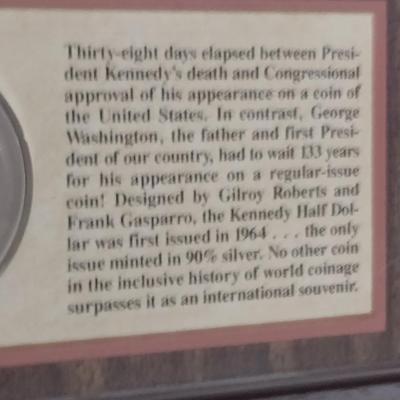 Thirty-eight days elapsed between Presi-
dent Kennedy's death and Congressional
approval of his appearance on a coin of
the United States. In contrast, George
Washington, the father and first Presi-
dent of our country, had to wait 133 years
for his appearance on a regular-issue
coin! Designed by Gilroy Roberts and
Frank Gasparro, the Kennedy Half Dol-
lar was first issued in 1964 . . . the only
issue minted in 90% silver. No other coin
in the inclusive history of world coinage
surpasses it as an international souvenir.